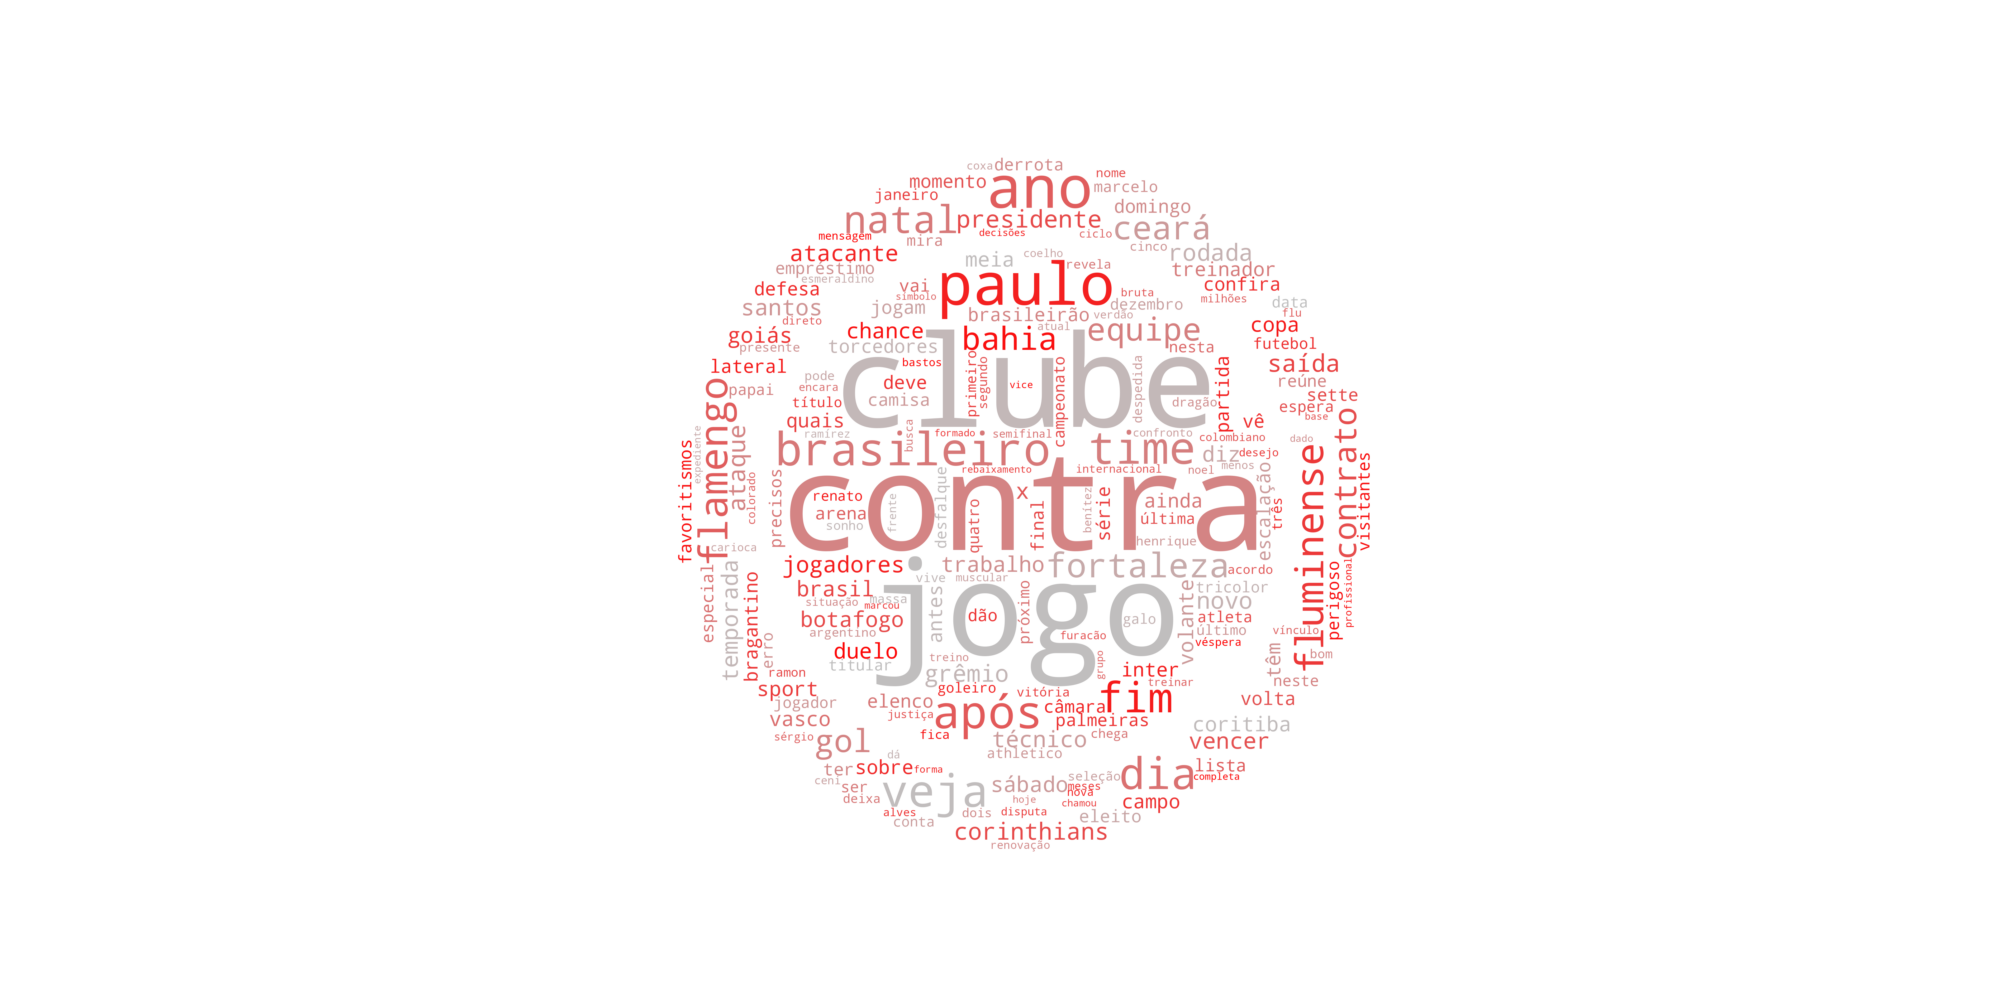 coxa
derrota
nome
momento
ano
marcelo
janeiro
natal
presidente
domingo
ceará
mensagem
decisões
ciclo
mira
cinco
atacante
meia
coelho
revela
rodada
empréstimo
esmeraldino
treinador
defesa
vai
símbolo
paulo
bruta
confira
milhões
santos
direto
jogam
brasileirão
verdão
dezembro
data
flu
goiás
presente
chance
bahia
atual
equipe
copa
torcedores
nesta
futebol
lateral
bastos
clube
partida
saída
papai
pode
encara
deve
primeiro
segundo
vice
campeonato
despedida
reúne
título
camisa
dragão
espera
sette
base
flamengo
quais
ramírez
busca
formado
semifinal
confronto
vê
contrato
expediente
ataque
brasileiro
time
colombiano
diz
desejo
dado
favoritismos
colorado
precisos
rebaixamento
internacional
noel
menos
fluminense
visitantes
renato
contra
x
arena
sonho
frente
desfalque
quatro
final
benítez
série
ainda
última
escalação
três
carioca
henrique
jogadores
trabalho
fortaleza
acordo
perigoso
profissional
especial
temporada
bragantino
brasil
situação
massa
marcou
vive
muscular
próximo
volante
tricolor
novo
botafogo
argentino
antes
jogo
dão
galo
atleta
último
vínculo
erro
duelo
furacão
véspera
bom
titular
treino
grupo
têm
ramon
grêmio
inter
treinar
neste
sport
jogador
goleiro
vitória
fim
volta
elenco
câmara
vasco
justiça
após
palmeiras
coritiba
sérgio
gol
fica
técnico
chega
vencer
dá
athletico
ter
sobre
forma
dia
lista
ceni
ser
veja
sábado
seleção
meses
completa
deixa
hoje
nova
chamou
campo
alves
conta
dois
disputa
eleito
corinthians
renovação